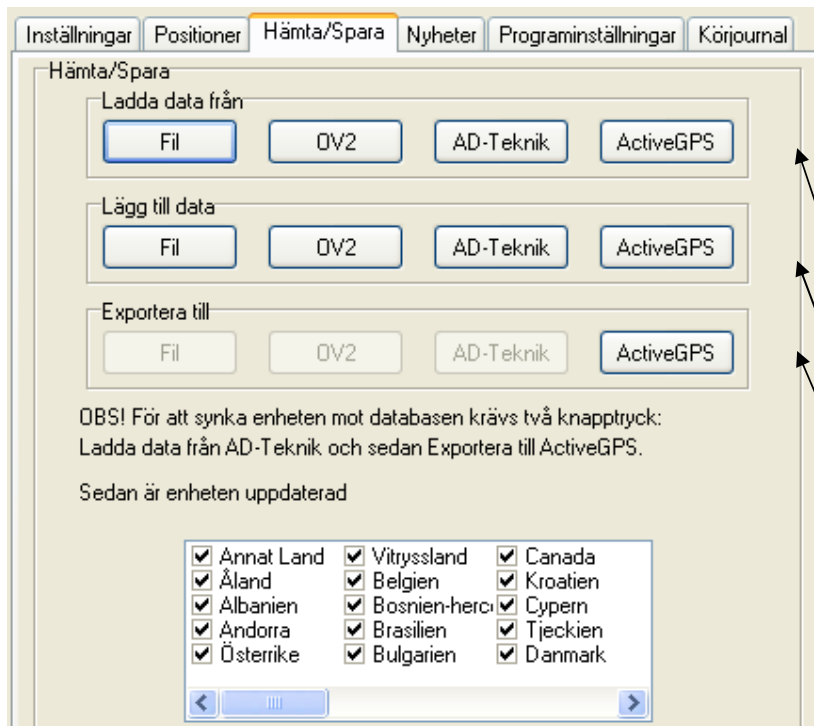 Inställningar Positioner Hämta/Spara Nyheter Programinställningar Körjournal
Hämta/Spara
Ladda data från
Fil OV2 AD-Teknik ActiveGPS
Lägg till data
Fil OV2 AD-Teknik ActiveGPS
Exportera till
Fil OV2 AD-Teknik ActiveGPS
OBS! För att synka enheten mot databasen krävs två knapptryck:
Ladda data från AD-Teknik och sedan Exportera till ActiveGPS.
Sedan är enheten uppdaterad
Annat Land Vitryssland Canada
Åland Belgien Kroatien
Albanien Bosnien-herc Cypern
Andorra Brasilien Tjeckien
Österrike Bulgarien Danmark